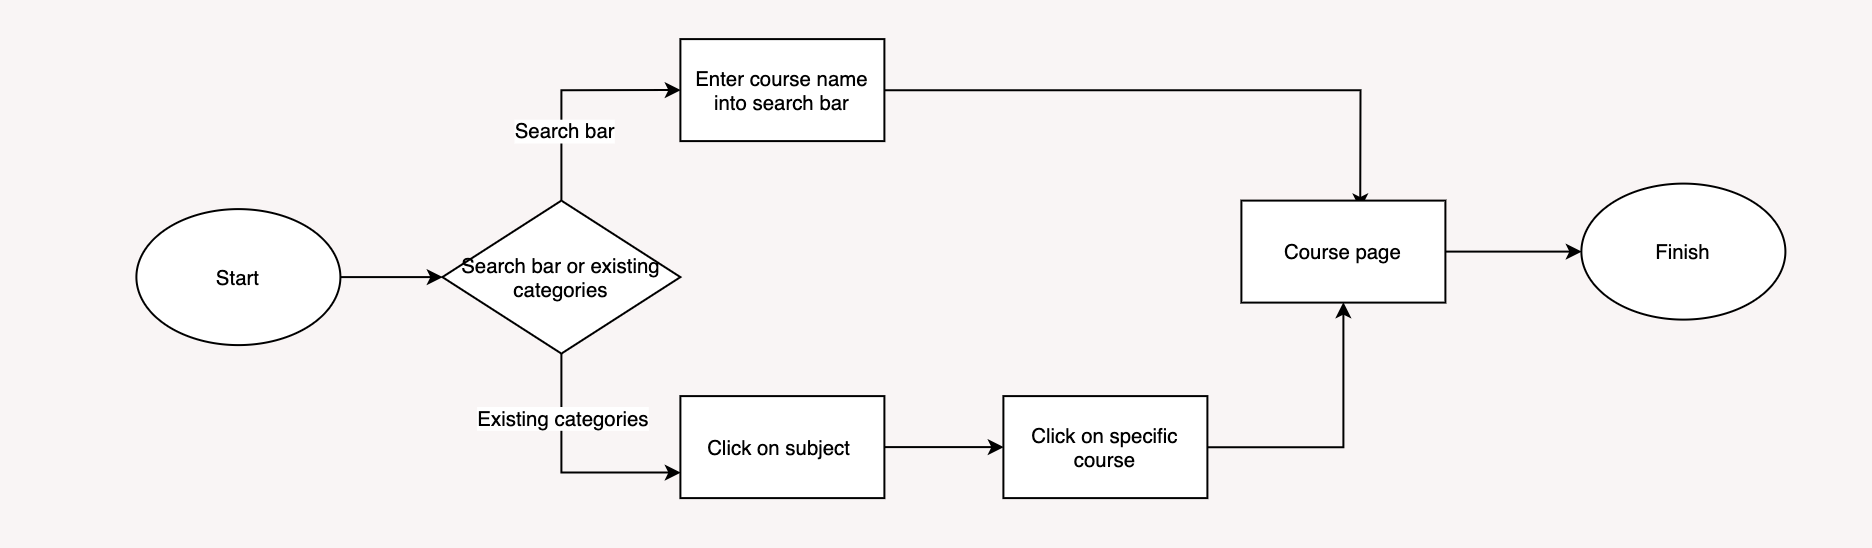 Enter course name
into search bar
Search bar
Start
Search bar or existing
categories
Course page
Finish
Existing categories
Click on subject
Click on specific
course